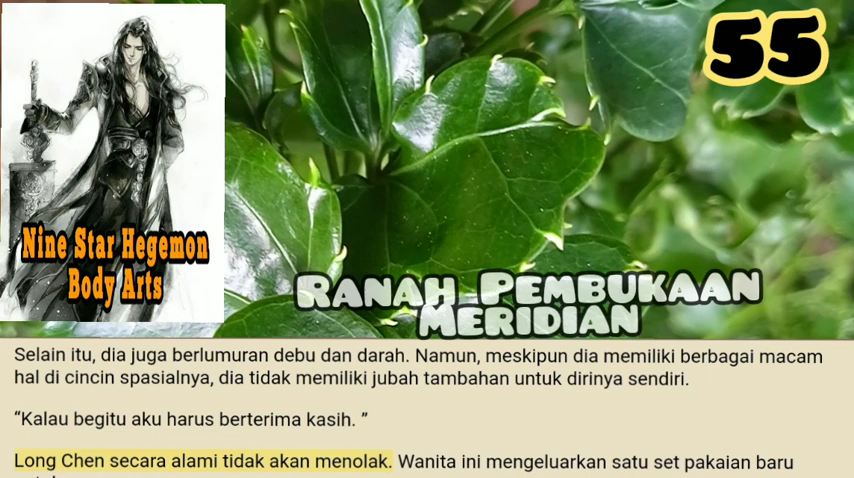 55
Nine Star Hegemon
Body Arts
Ranah Pembukaan
Meridian
Selain itu, dia juga berlumuran debu dan darah. Namun, meskipun dia memiliki berbagai macam
hal di cincin spasialnya, dia tidak memiliki jubah tambahan untuk dirinya sendiri.
“Kalau begitu aku harus berterima kasih. ”
Long Chen secara alami tidak akan menolak. Wanita ini mengeluarkan satu set pakaian baru